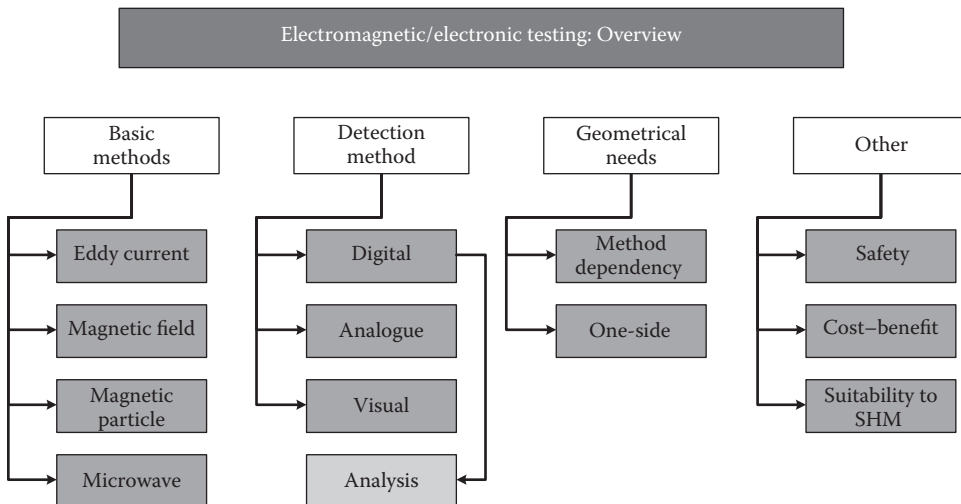 Electromagnetic/electronic testing: Overview
Basic
methods
Eddy current
Magnetic field
Magnetic
particle
Microwave
Detection
method
Digital
Analogue
Visual
Analysis
Geometrical
needs
Method
dependency
One-side
Other
Safety
Cost–benefit
Suitability to
SHM